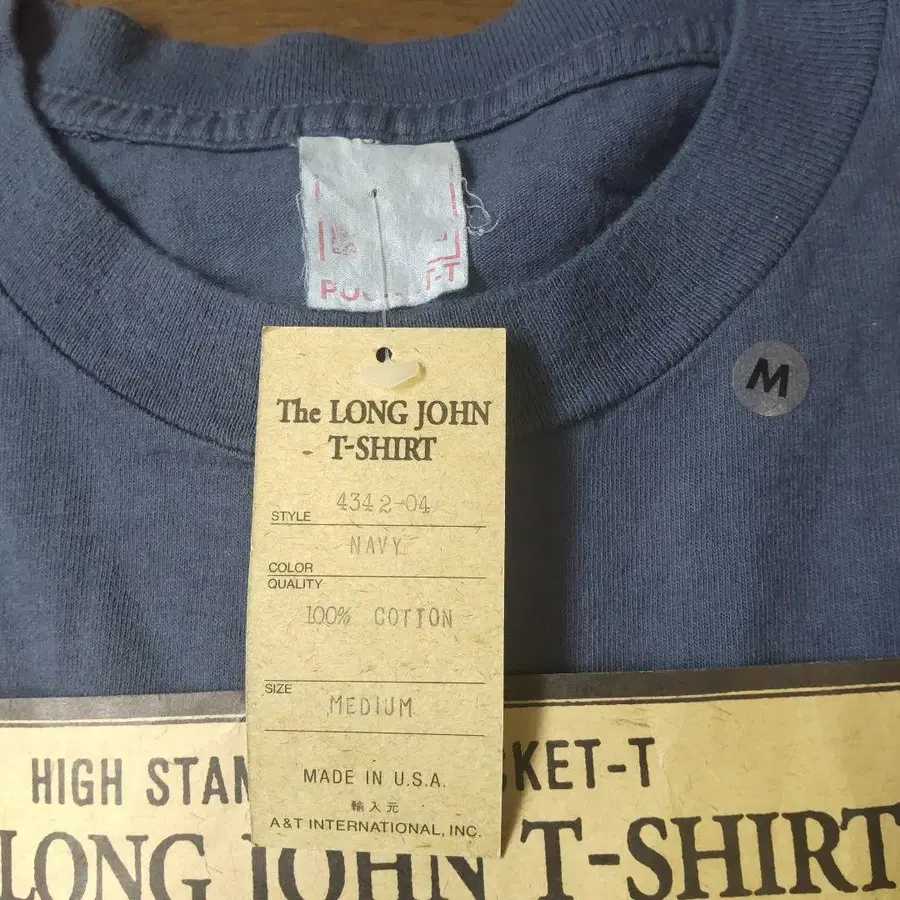 T-T
M
The LONG JOHN
T-SHIRT
STYLE 4342-04
COLOR NAVY
QUALITY
100% COTTON
SIZE
MEDIUM
MADE IN U.S.A.
輸入元
A&T INTERNATIONAL, INC.
HIGH STAN KET-T
LONG JOHN T-SHIRT